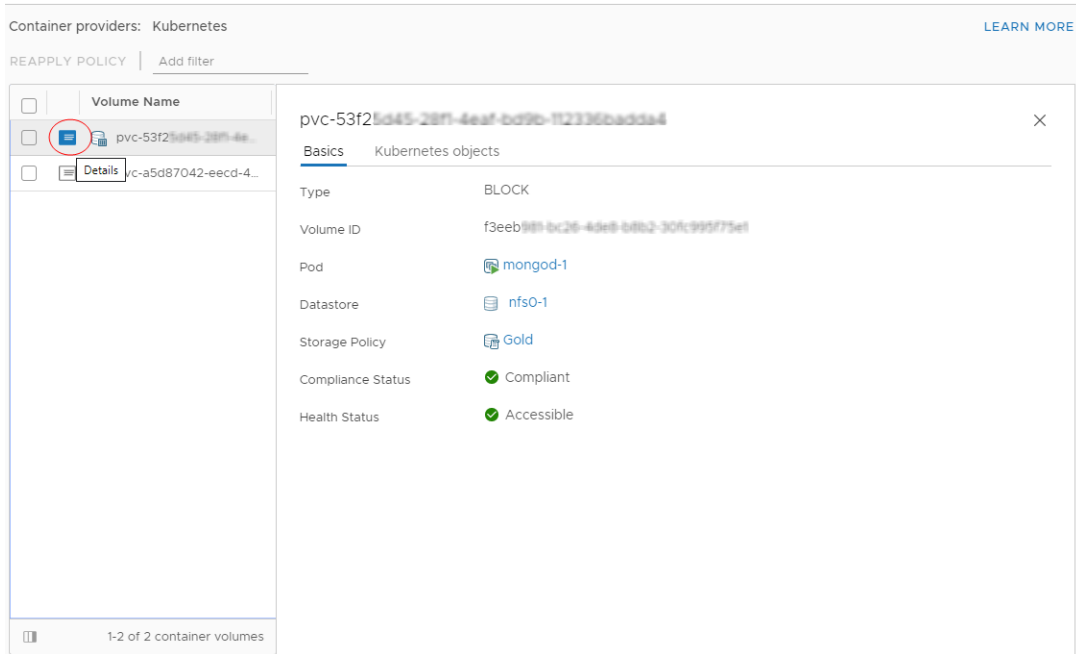 Container providers: Kubernetes
LEARN MORE
REAPPLY POLICY
Add filter
Volume Name
pvc-53f2
Details
vc-a5d87042-eecd-4...
1-2 of 2 container volumes
pvc-53f2
Basics
Kubernetes objects
Type BLOCK
Volume ID f3eeb
Pod mongod-1
Datastore nfs0-1
Storage Policy Gold
Compliance Status Compliant
Health Status Accessible